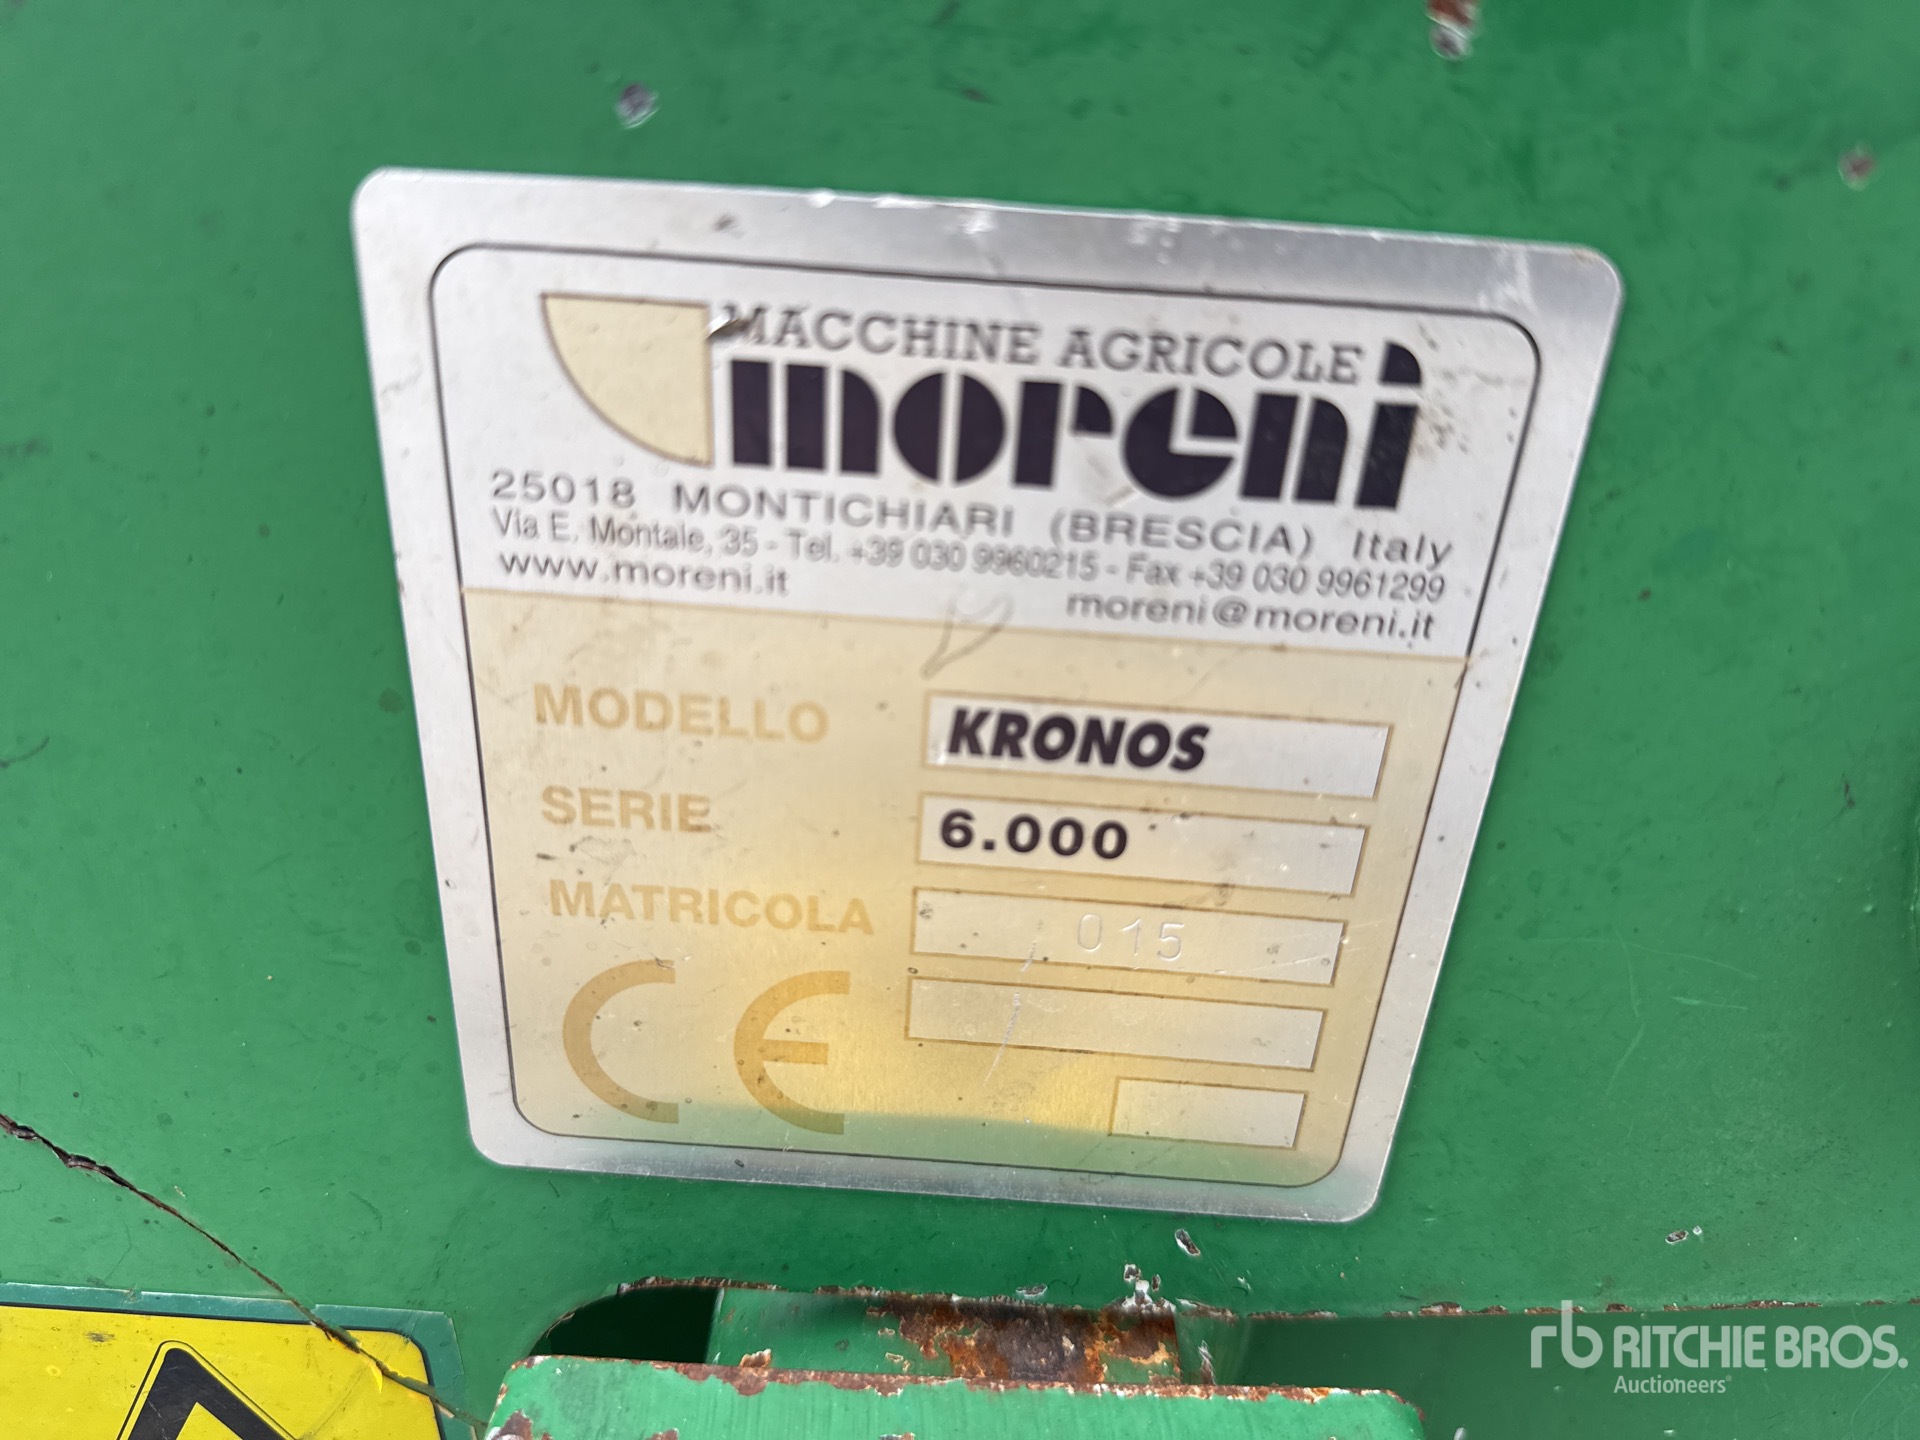 MACCHINE AGRICOLE
moreni
25018 MONTICHIARI (BRESCIA) Italy
Via E. Montale, 35 - Tel. +39 030 9960215 - Fax +39 030 9961299
www.moreni.it
moreni@moreni.it
MODELLO KRONOS
SERIE 6.000
MATRICOLA 015
CE
rb RITCHIE BROS.
Auctioneers